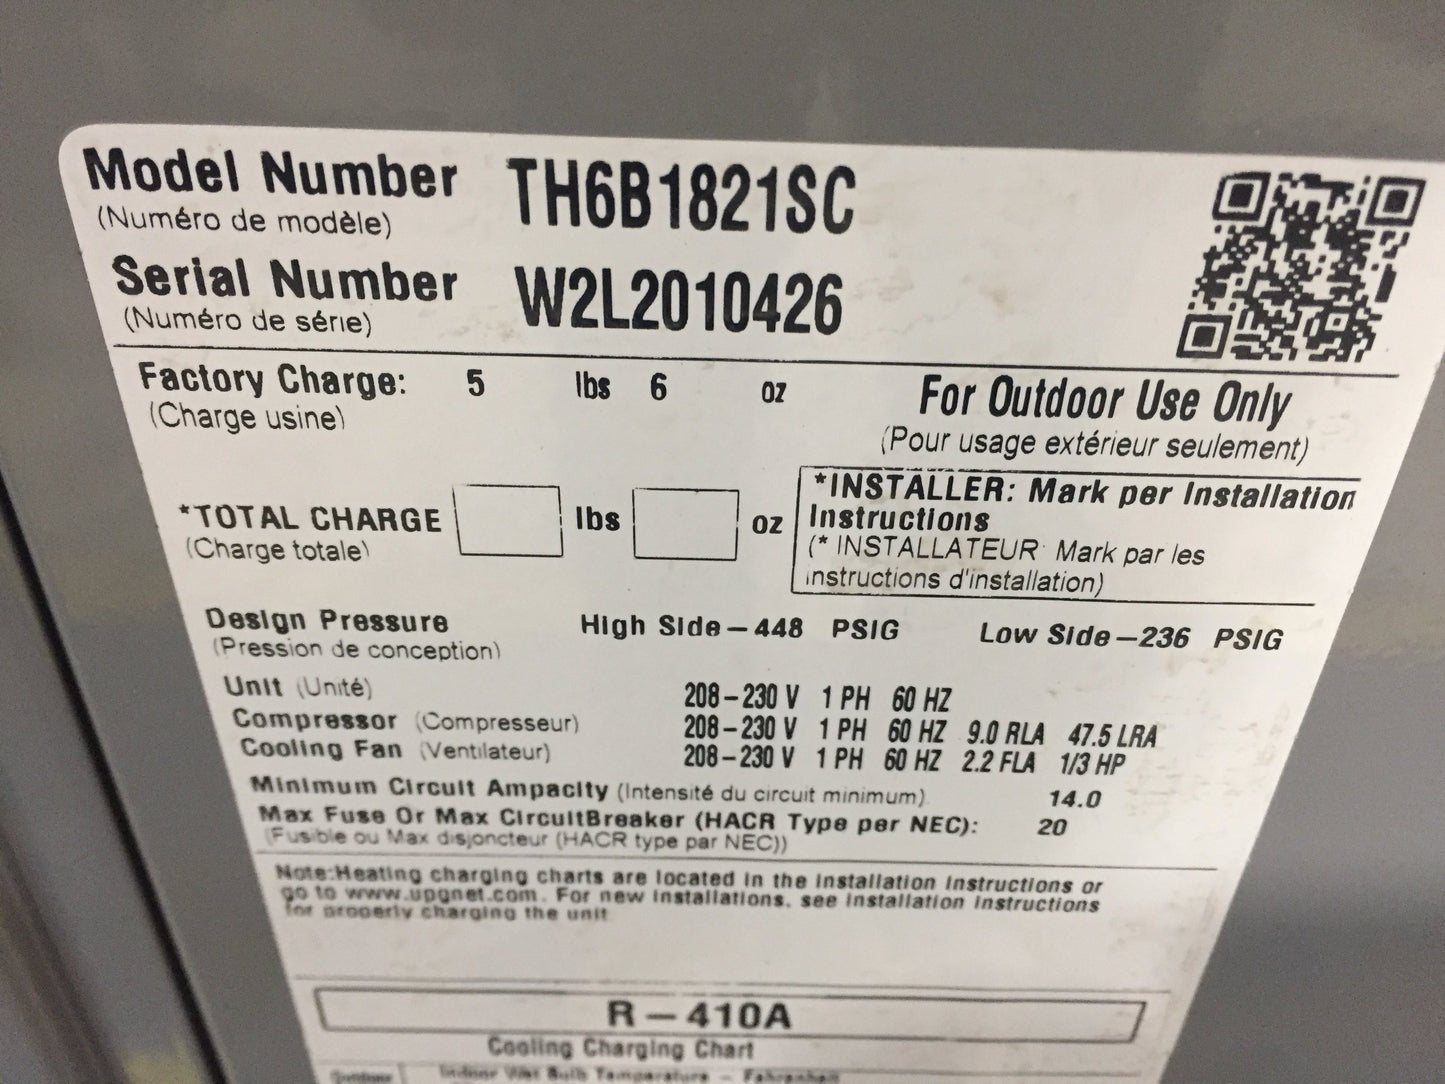 Model Number TH6B1821SC
(Numéro de modèle)
Serial Number W2L2010426
(Numéro de série)
Factory Charge: 5 lbs 6 oz
(Charge usine)
For Outdoor Use Only
(Pour usage extérieur seulement)
*TOTAL CHARGE lbs oz
(Charge totale)
*INSTALLER: Mark per Installation
Instructions
(* INSTALLATEUR Mark par les
instructions d'installation)
Design Pressure High Side – 448 PSIG Low Side – 236 PSIG
(Pression de conception)
Unit (Unité) 208 – 230 V 1 PH 60 HZ
Compressor (Compresseur) 208 – 230 V 1 PH 60 HZ 9.0 RLA 47.5 LRA
Cooling Fan (Ventilateur) 208 – 230 V 1 PH 60 HZ 2.2 FLA 1/3 HP
Minimum Circuit Ampacity (Intensité du circuit minimum) 14.0
Max Fuse Or Max CircuitBreaker (HACR Type per NEC): 20
(Fusible ou Max disjoncteur (HACR type par NEC))
Note:Heating charging charts are located in the installation instructions or
go to www.upgnet.com. For new installations, see installation instructions
for properly charging the unit
R – 410A
Cooling Charging Chart
Outdoor Indoor Wet Bulb Temperature – Fahrenheit